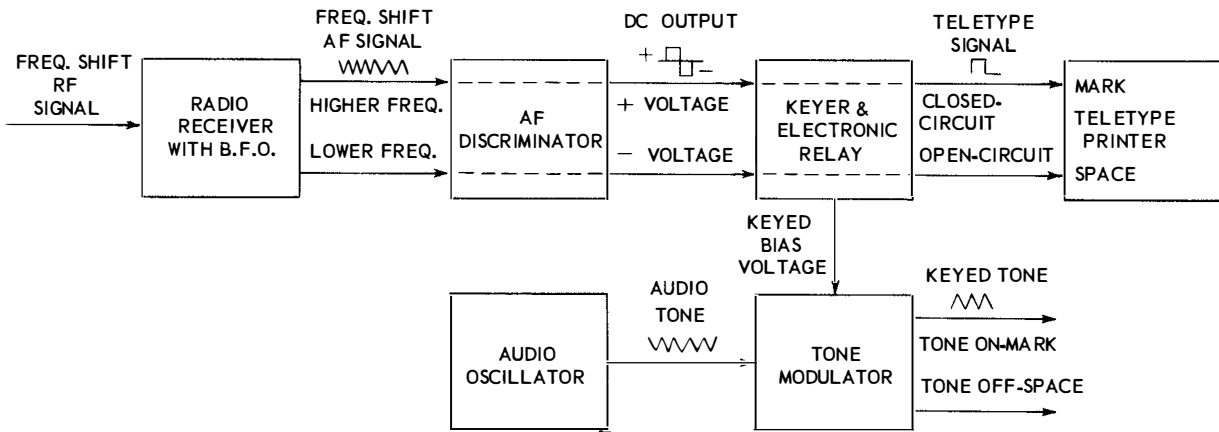 FREQ. SHIFT
RF
SIGNAL
RADIO
RECEIVER
WITH B.F.O.
FREQ. SHIFT
AF SIGNAL
HIGHER FREQ.
LOWER FREQ.
AF
DISCRIMINATOR
DC OUTPUT
+ –
+ VOLTAGE
– VOLTAGE
KEYER &
ELECTRONIC
RELAY
TELETYPE
SIGNAL
CLOSED-
CIRCUIT
OPEN-CIRCUIT
MARK
TELETYPE
PRINTER
SPACE
KEYED
BIAS
VOLTAGE
AUDIO
OSCILLATOR
AUDIO
TONE
TONE
MODULATOR
KEYED TONE
TONE ON-MARK
TONE OFF-SPACE